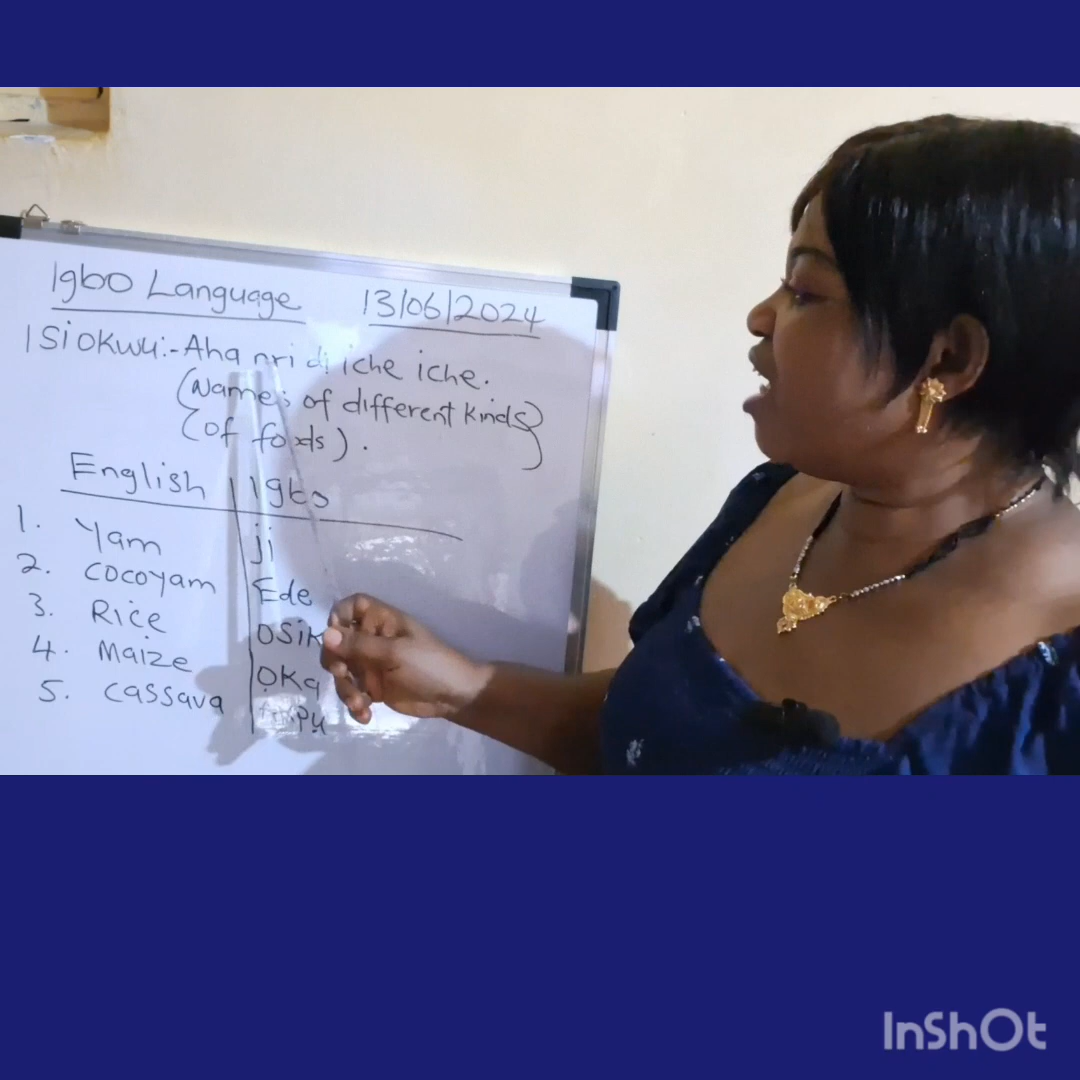 Igbo Language 13/06/2024
ISiokwu:- Aha nri di iche iche.
(Names of different kinds
of foods).
English Igbo
1. Yam ji
2. Cocoyam Ede
3. Rice
4. Maize Ọka
5. Cassava
InShOt